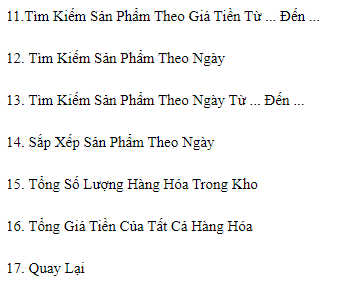 11.Tìm Kiếm Sản Phẩm Theo Giá Tiền Từ ... Đến ...
12. Tìm Kiếm Sản Phẩm Theo Ngày
13. Tìm Kiếm Sản Phẩm Theo Ngày Từ ... Đến ...
14. Sắp Xếp Sản Phẩm Theo Ngày
15. Tổng Số Lượng Hàng Hóa Trong Kho
16. Tổng Giá Tiền Của Tất Cả Hàng Hóa
17. Quay Lại